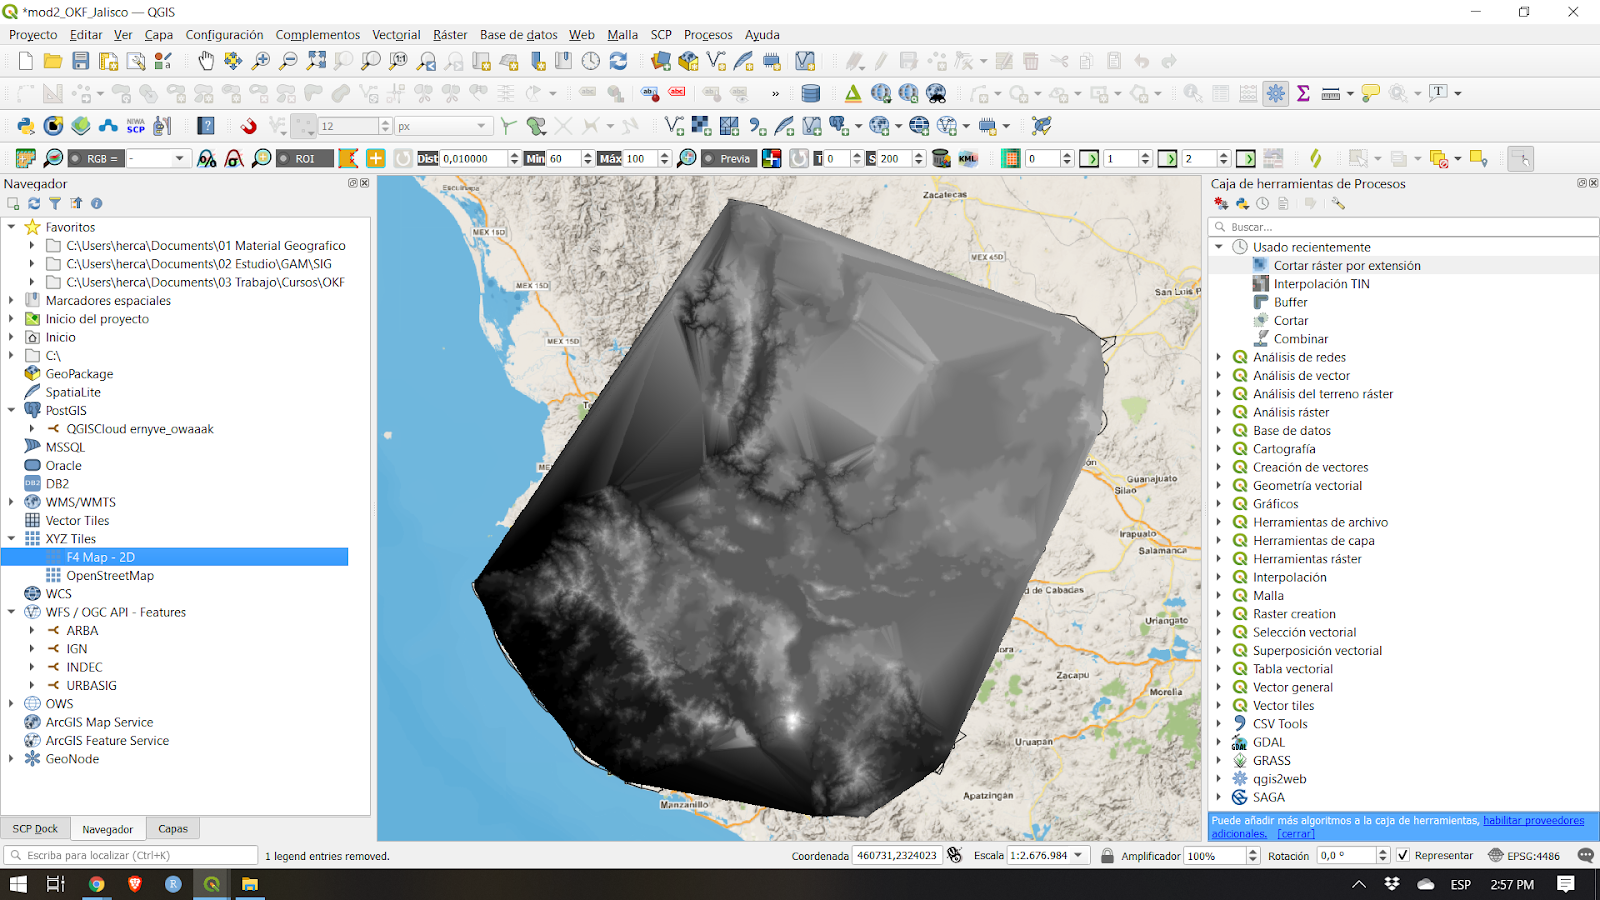 *mod2_OKF_Jalisco — QGIS
Proyecto Editar Ver Capa Configuración Complementos Vectorial Ráster Base de datos Web Malla SCP Procesos Ayuda
12 px
RGB = - ROI Dist 0,010000 Min 60 Máx 100 Previa T 0 S 200 KML 0 1 2
Navegador
Favoritos
C:\Users\herca\Documents\01 Material Geografico
C:\Users\herca\Documents\02 Estudio\GAM\SIG
C:\Users\herca\Documents\03 Trabajo\Cursos\OKF
Marcadores espaciales
Inicio del proyecto
Inicio
C:\
GeoPackage
SpatiaLite
PostGIS
QGISCloud ernyve_owaaak
MSSQL
Oracle
DB2
WMS/WMTS
Vector Tiles
XYZ Tiles
F4 Map - 2D
OpenStreetMap
WCS
WFS / OGC API - Features
ARBA
IGN
INDEC
URBASIG
OWS
ArcGIS Map Service
ArcGIS Feature Service
GeoNode
SCP Dock Navegador Capas
Escuinapa
Zacatecas
MEX 15D
MEX 45D
MEX 15D
San Luis P
MEX 15D
Guanajuato
Silao
Irapuato
Salamanca
d de Cabadas
Uriangato
Zacapu
Morelia
Uruapán
Apatzingán
Manzanillo
Caja de herramientas de Procesos
Buscar...
Usado recientemente
Cortar ráster por extensión
Interpolación TIN
Buffer
Cortar
Combinar
Análisis de redes
Análisis de vector
Análisis del terreno ráster
Análisis ráster
Base de datos
Cartografía
Creación de vectores
Geometría vectorial
Gráficos
Herramientas de archivo
Herramientas de capa
Herramientas ráster
Interpolación
Malla
Raster creation
Selección vectorial
Superposición vectorial
Tabla vectorial
Vector general
Vector tiles
CSV Tools
GDAL
GRASS
qgis2web
SAGA
Puede añadir más algoritmos a la caja de herramientas, habilitar proveedores
adicionales. [cerrar]
Escriba para localizar (Ctrl+K) 1 legend entries removed. Coordenada 460731,2324023 Escala 1:2.676.984 Amplificador 100% Rotación 0,0 ° Representar EPSG:4486
ESP 2:57 PM